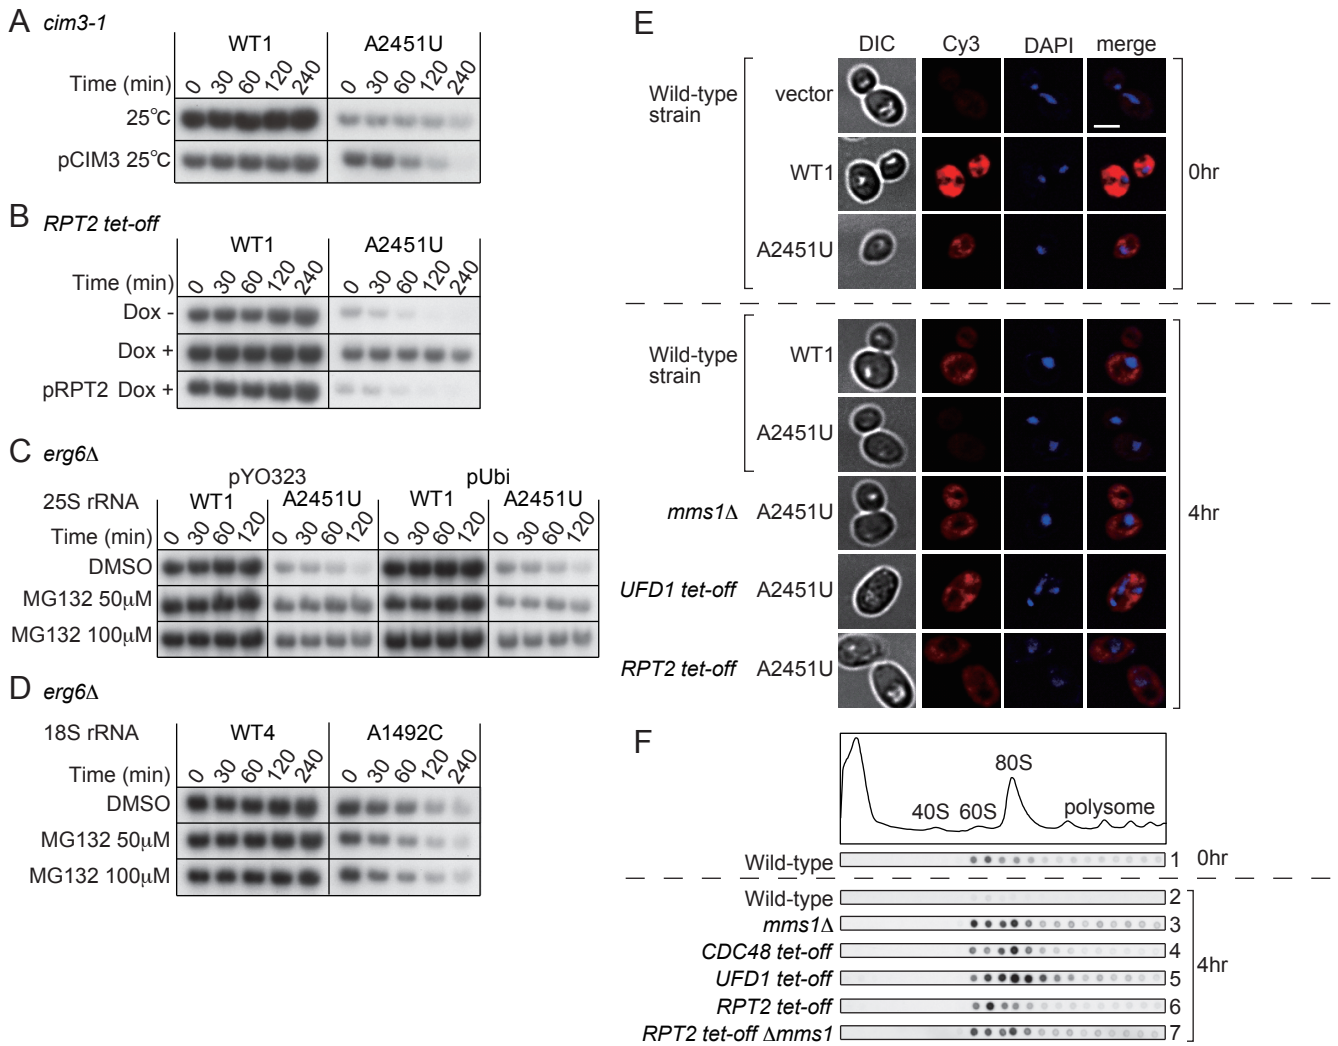 A cim3-1
WT1 A2451U
Time (min) 0 30 60 120 240 0 30 60 120 240
25°C
pCIM3 25°C
B RPT2 tet-off
WT1 A2451U
Time (min) 0 30 60 120 240 0 30 60 120 240
Dox -
Dox +
pRPT2 Dox +
C erg6Δ
pYO323 pUbi
25S rRNA WT1 A2451U WT1 A2451U
Time (min) 0 30 60 120 0 30 60 120 0 30 60 120 0 30 60 120
DMSO
MG132 50μM
MG132 100μM
D erg6Δ
18S rRNA WT4 A1492C
Time (min) 0 30 60 120 240 0 30 60 120 240
DMSO
MG132 50μM
MG132 100μM
E
DIC Cy3 DAPI merge
Wild-type strain
vector
WT1
A2451U
0hr
Wild-type strain
WT1
A2451U
mms1Δ A2451U
UFD1 tet-off A2451U
RPT2 tet-off A2451U
4hr
F
40S 60S 80S polysome
Wild-type 1 0hr
Wild-type 2
mms1Δ 3
CDC48 tet-off 4
UFD1 tet-off 5
RPT2 tet-off 6
RPT2 tet-off Δmms1 7
4hr